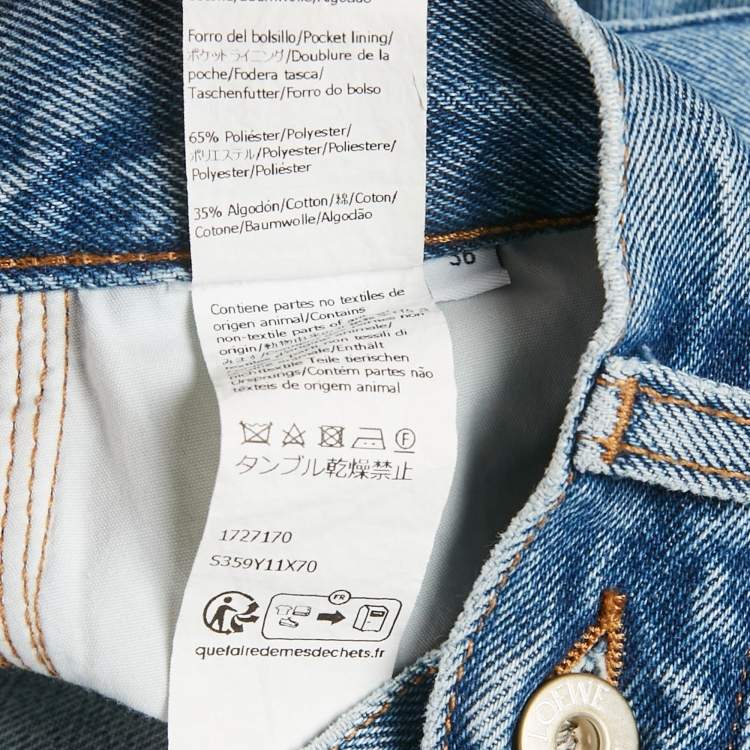 Forro del bolsillo/Pocket lining/
ポケットライニング/Doublure de la
poche/Fodera tasca/
Taschenfutter/Forro do bolso
65% Poliéster/Polyester/
ポリエステル/Polyester/Poliestere/
Polyester/Poliéster
35% Algodón/Cotton/綿/Coton/
Cotone/Baumwolle/Algodão
36
Contiene partes no textiles de
origen animal/Contains
non-textile parts of
origin/
Enthält
Teile tierischen
Ursprungs/Contém partes não
têxteis de origem animal
F
タンブル乾燥禁止
1727170
S359Y11X70
FR
quefairedemesdechets.fr
LOEWE